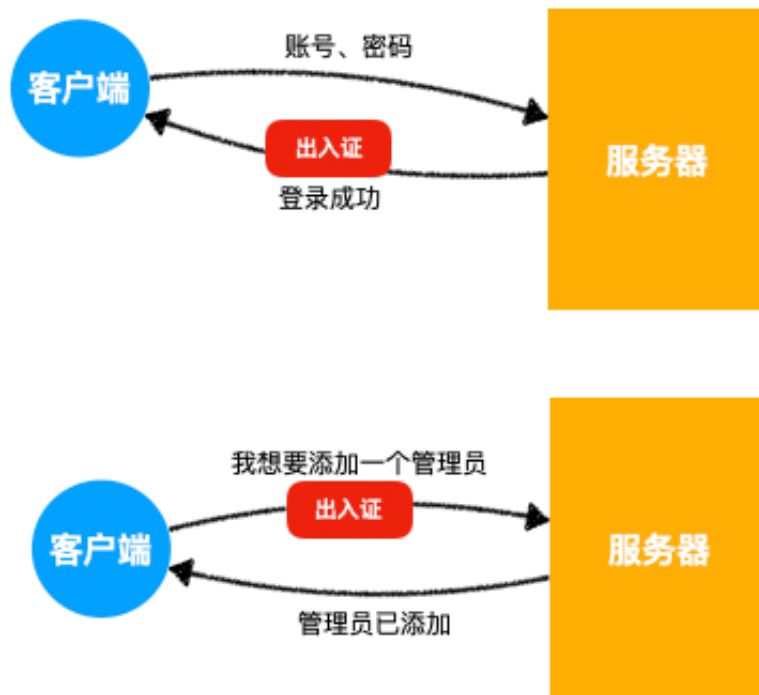 账号、密码
客户端
出入证
服务器
登录成功
我想要添加一个管理员
出入证
客户端
服务器
管理员已添加